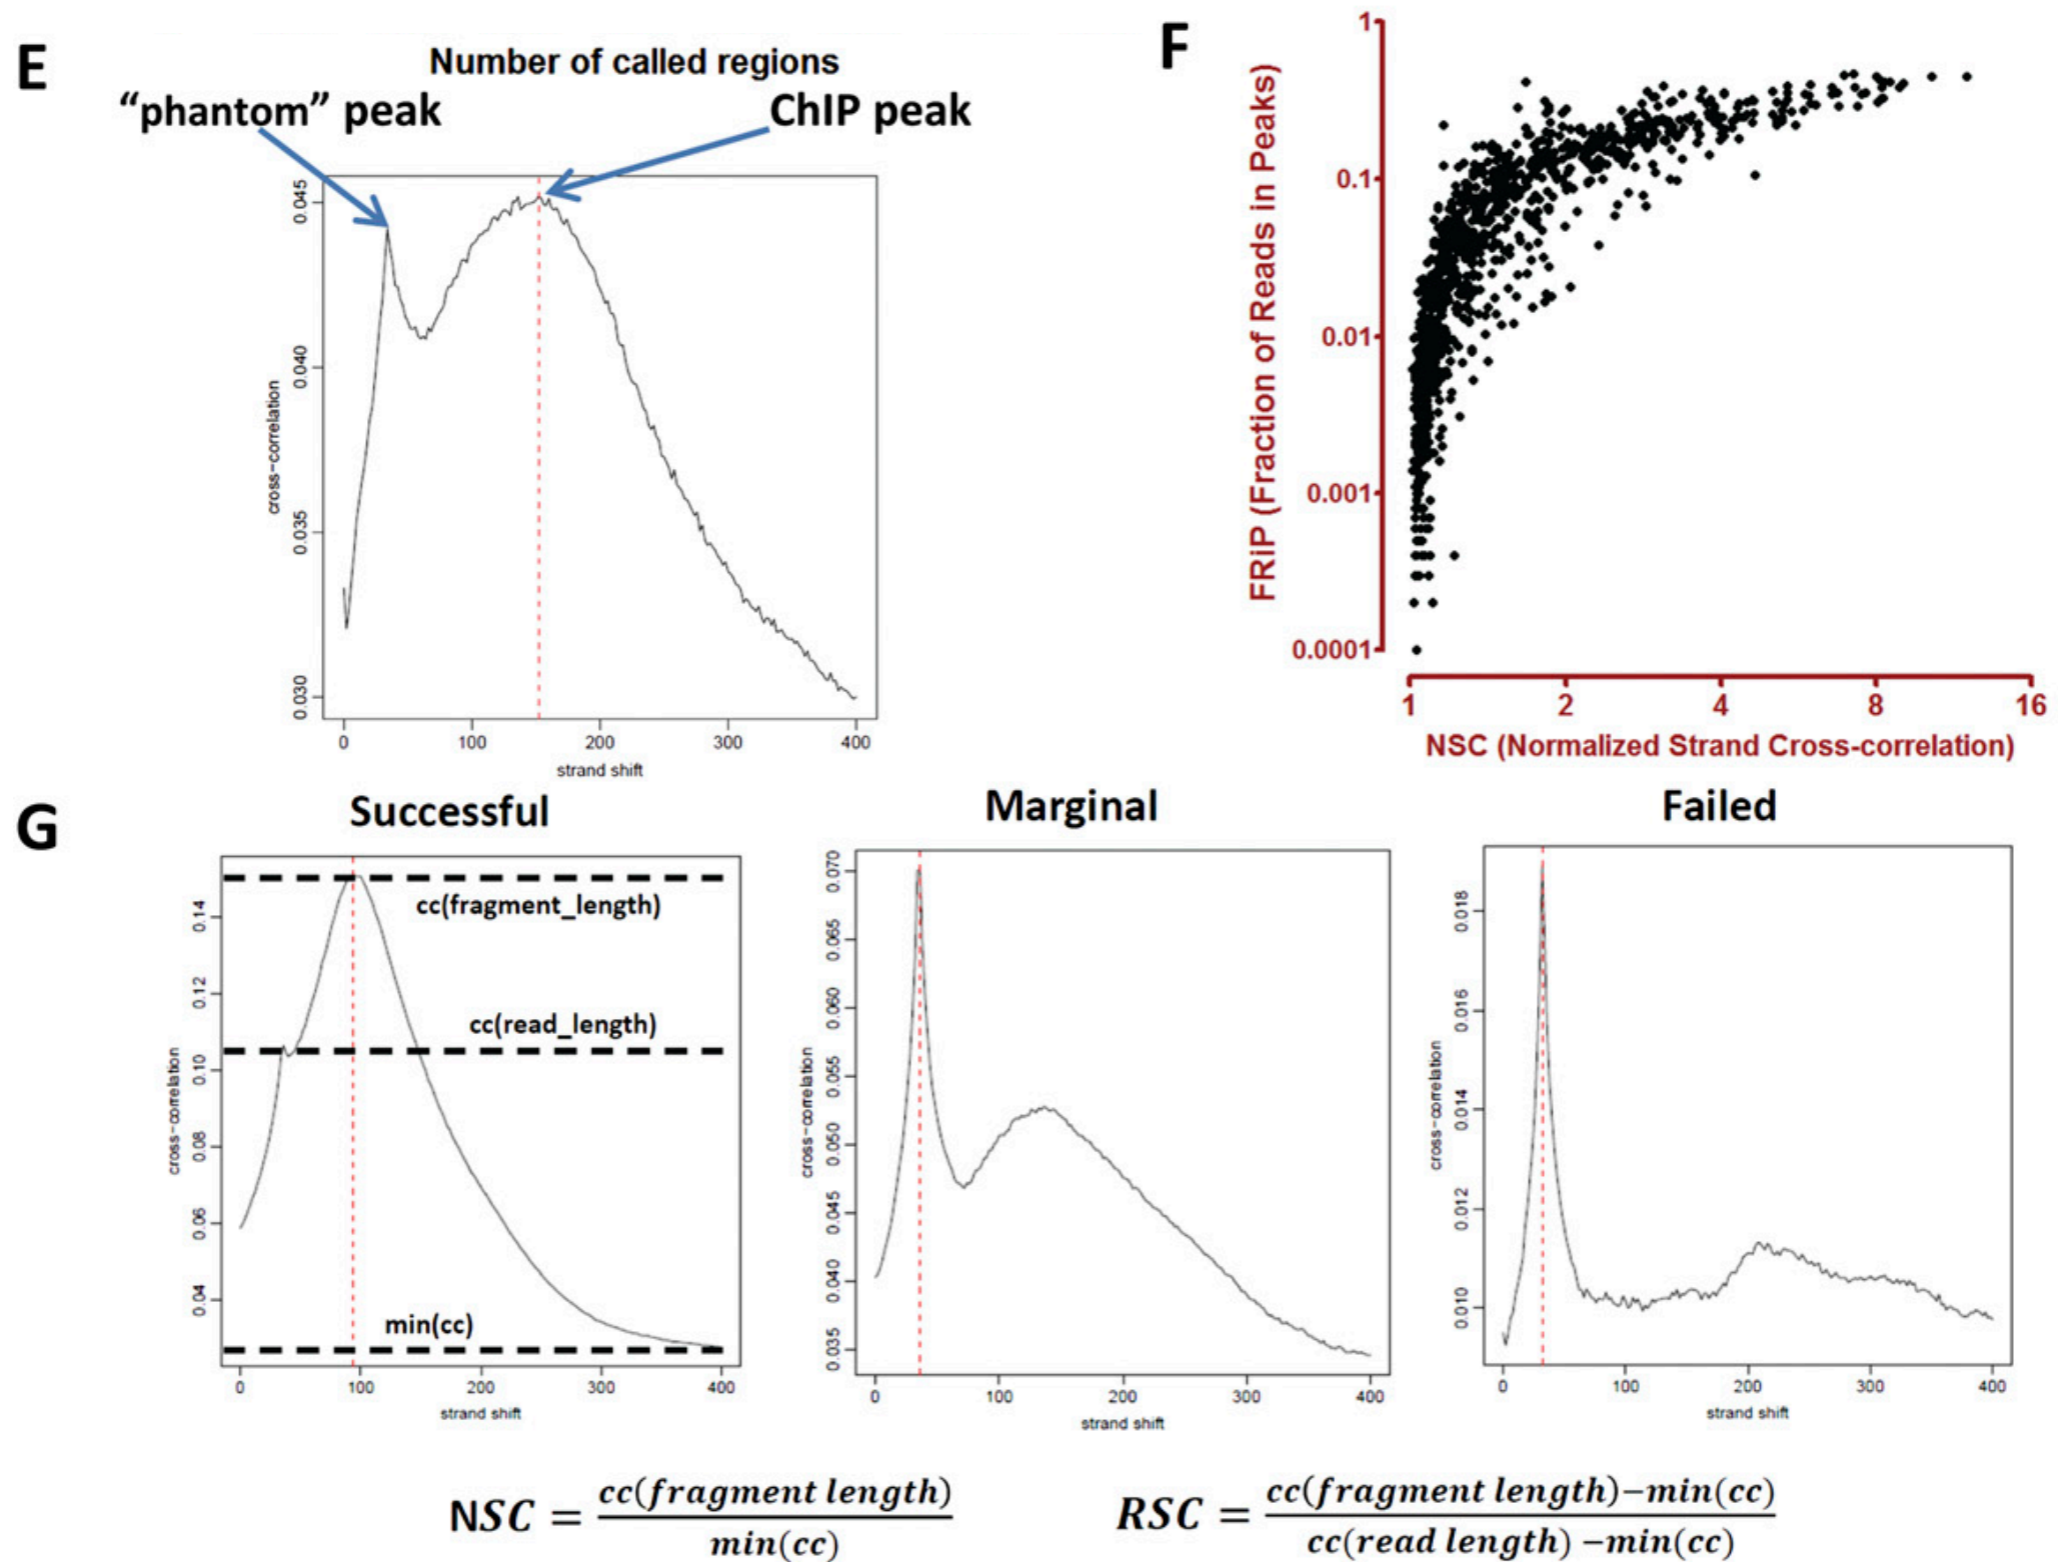 E
Number of called regions
“phantom” peak
ChIP peak
cross-correlation
0.045
0.040
0.035
0.030
0 100 200 300 400
strand shift
F
FRiP (Fraction of Reads in Peaks)
1
0.1
0.01
0.001
0.0001
1 2 4 8 16
NSC (Normalized Strand Cross-correlation)
G
Successful
cross-correlation
0.14
0.12
0.10
0.08
0.06
0.04
cc(fragment_length)
cc(read_length)
min(cc)
0 100 200 300 400
strand shift
Marginal
cross-correlation
0.070
0.065
0.060
0.055
0.050
0.045
0.040
0.035
0 100 200 300 400
strand shift
Failed
cross-correlation
0.018
0.016
0.014
0.012
0.010
0 100 200 300 400
strand shift
NSC = cc(fragment length) / min(cc)
RSC = cc(fragment length)−min(cc) / cc(read length) −min(cc)